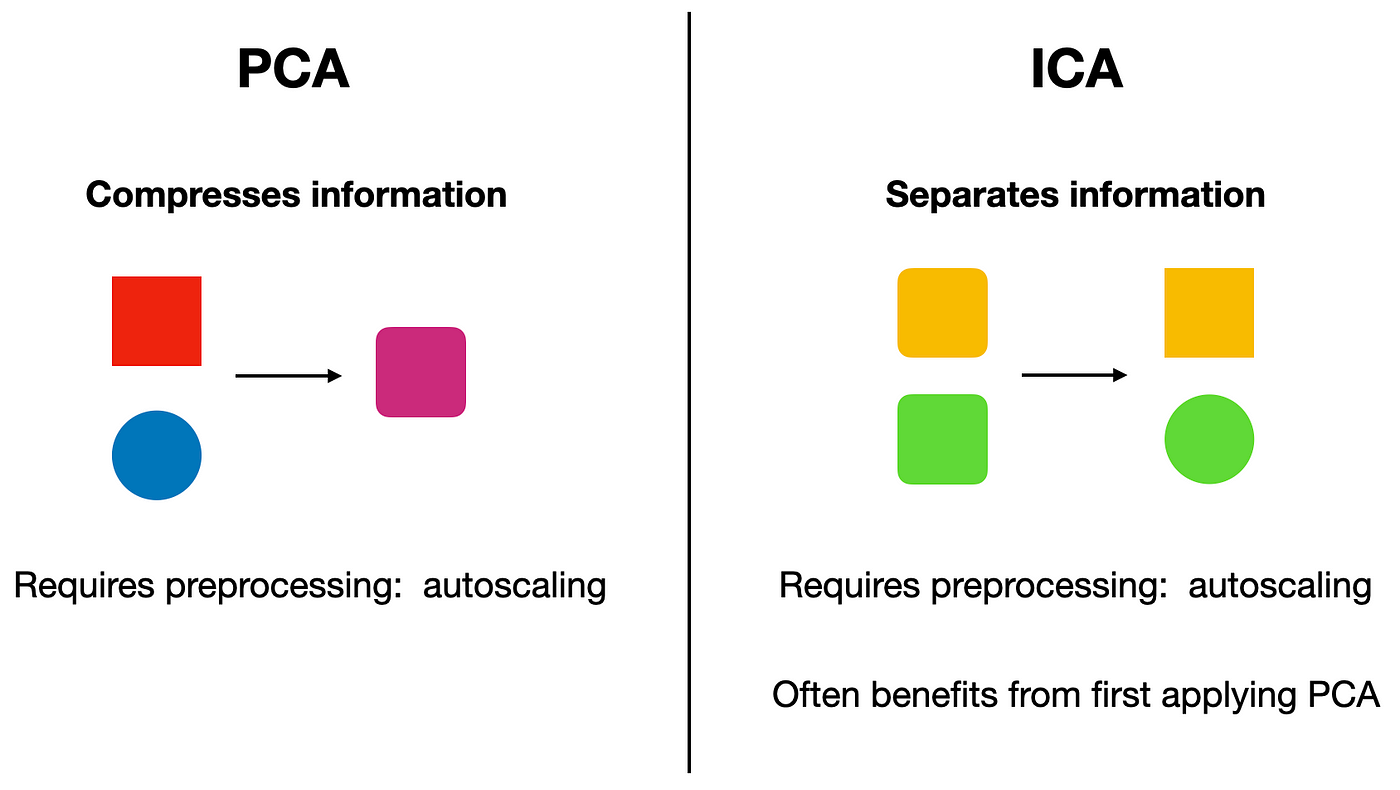 PCA
Compresses information
Requires preprocessing:  autoscaling
ICA
Separates information
Requires preprocessing:  autoscaling
Often benefits from first applying PCA